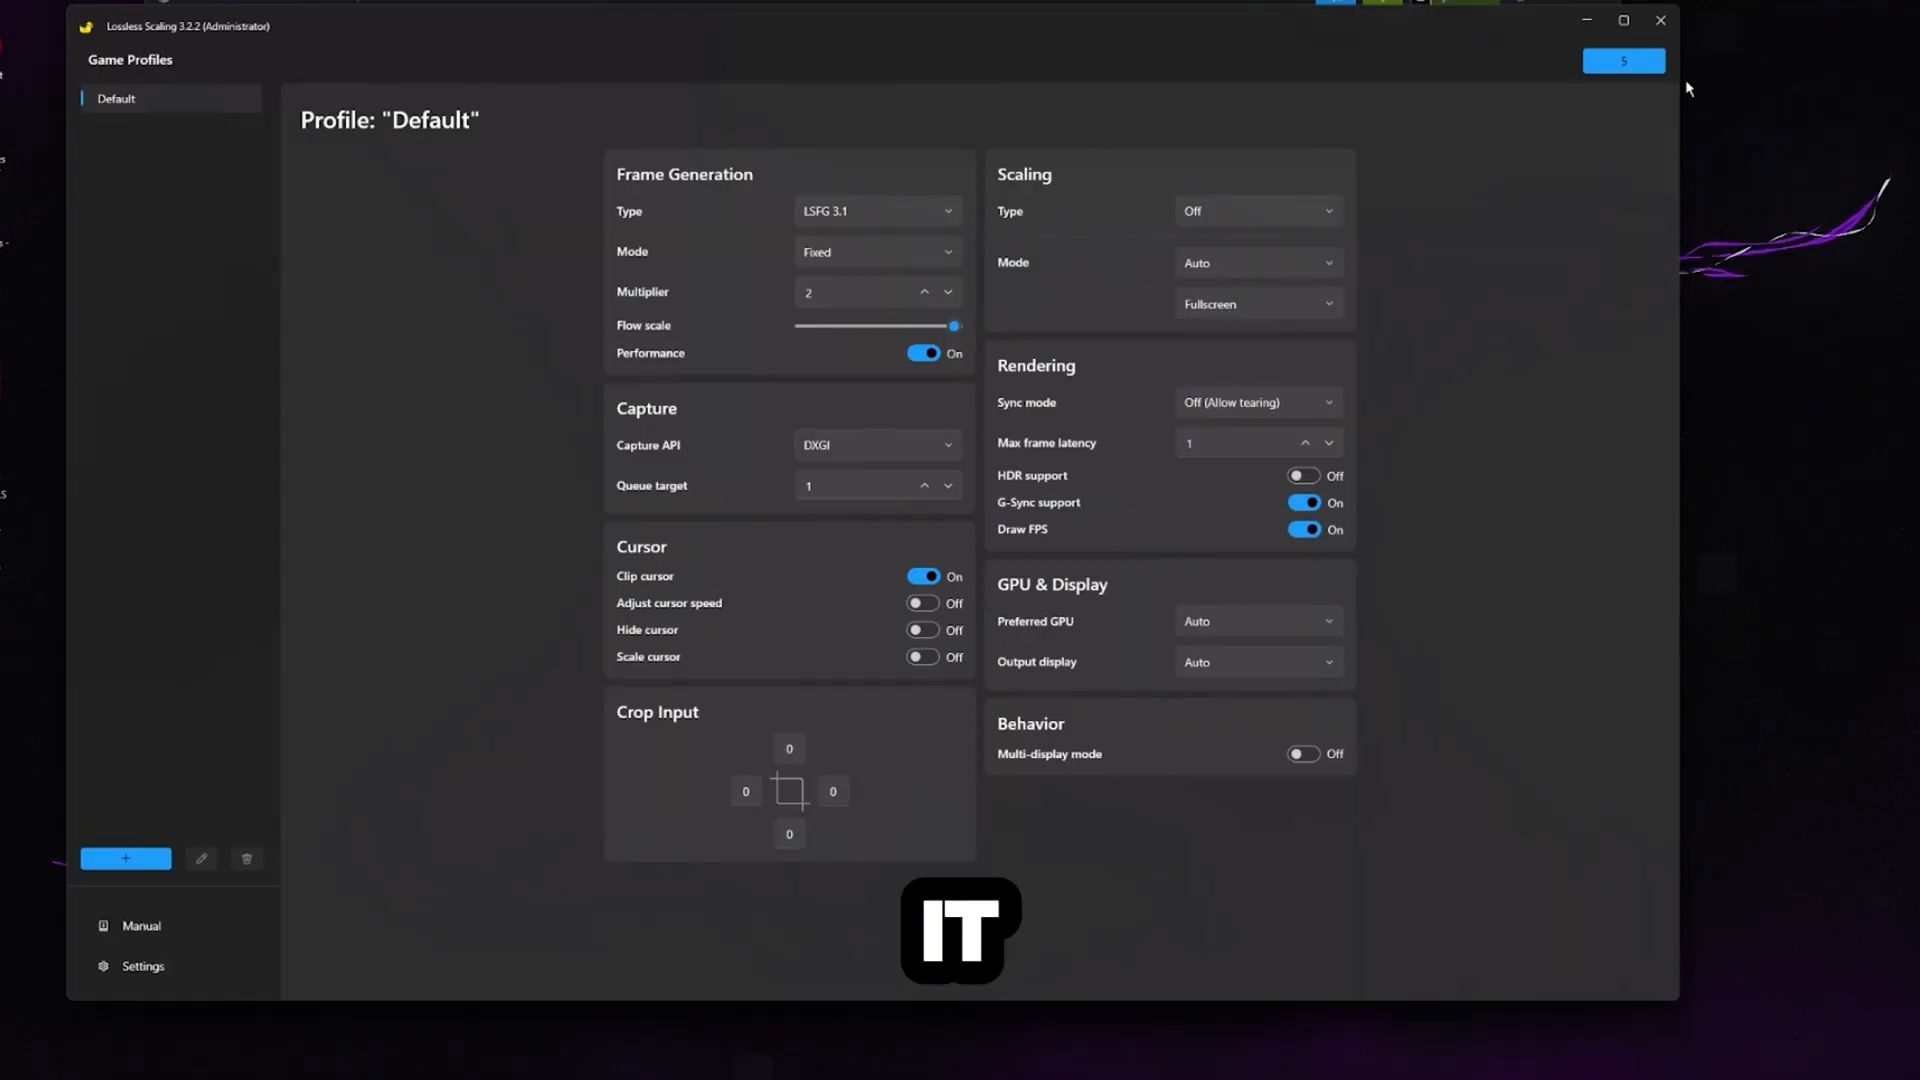 Lossless Scaling 3.2.2 (Administrator)
Game Profiles
5
Default
Profile: "Default"
Frame Generation
Type
LSFG 3.1
Mode
Fixed
Multiplier
2
Flow scale
Performance
On
Capture
Capture API
DXGI
Queue target
1
Cursor
Clip cursor
On
Adjust cursor speed
Off
Hide cursor
Off
Scale cursor
Off
Crop Input
0
0
0
0
Scaling
Type
Off
Mode
Auto
Fullscreen
Rendering
Sync mode
Off (Allow tearing)
Max frame latency
1
HDR support
Off
G-Sync support
On
Draw FPS
On
GPU & Display
Preferred GPU
Auto
Output display
Auto
Behavior
Multi-display mode
Off
+
Manual
Settings
IT